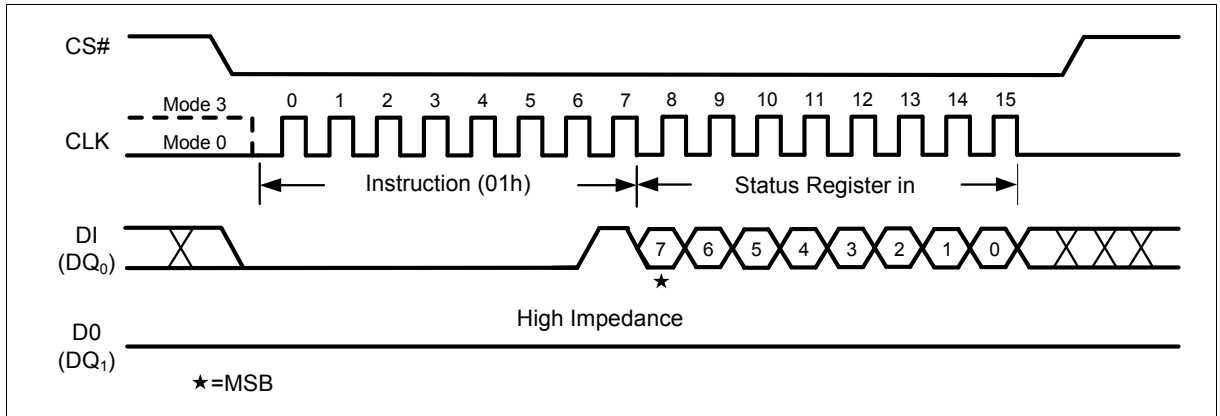 CS#
Mode 3
0 1 2 3 4 5 6 7 8 9 10 11 12 13 14 15
CLK
Mode 0
Instruction (01h)
Status Register in
DI
(DQ₀)
7 6 5 4 3 2 1 0
★
High Impedance
D0
(DQ₁)
★=MSB